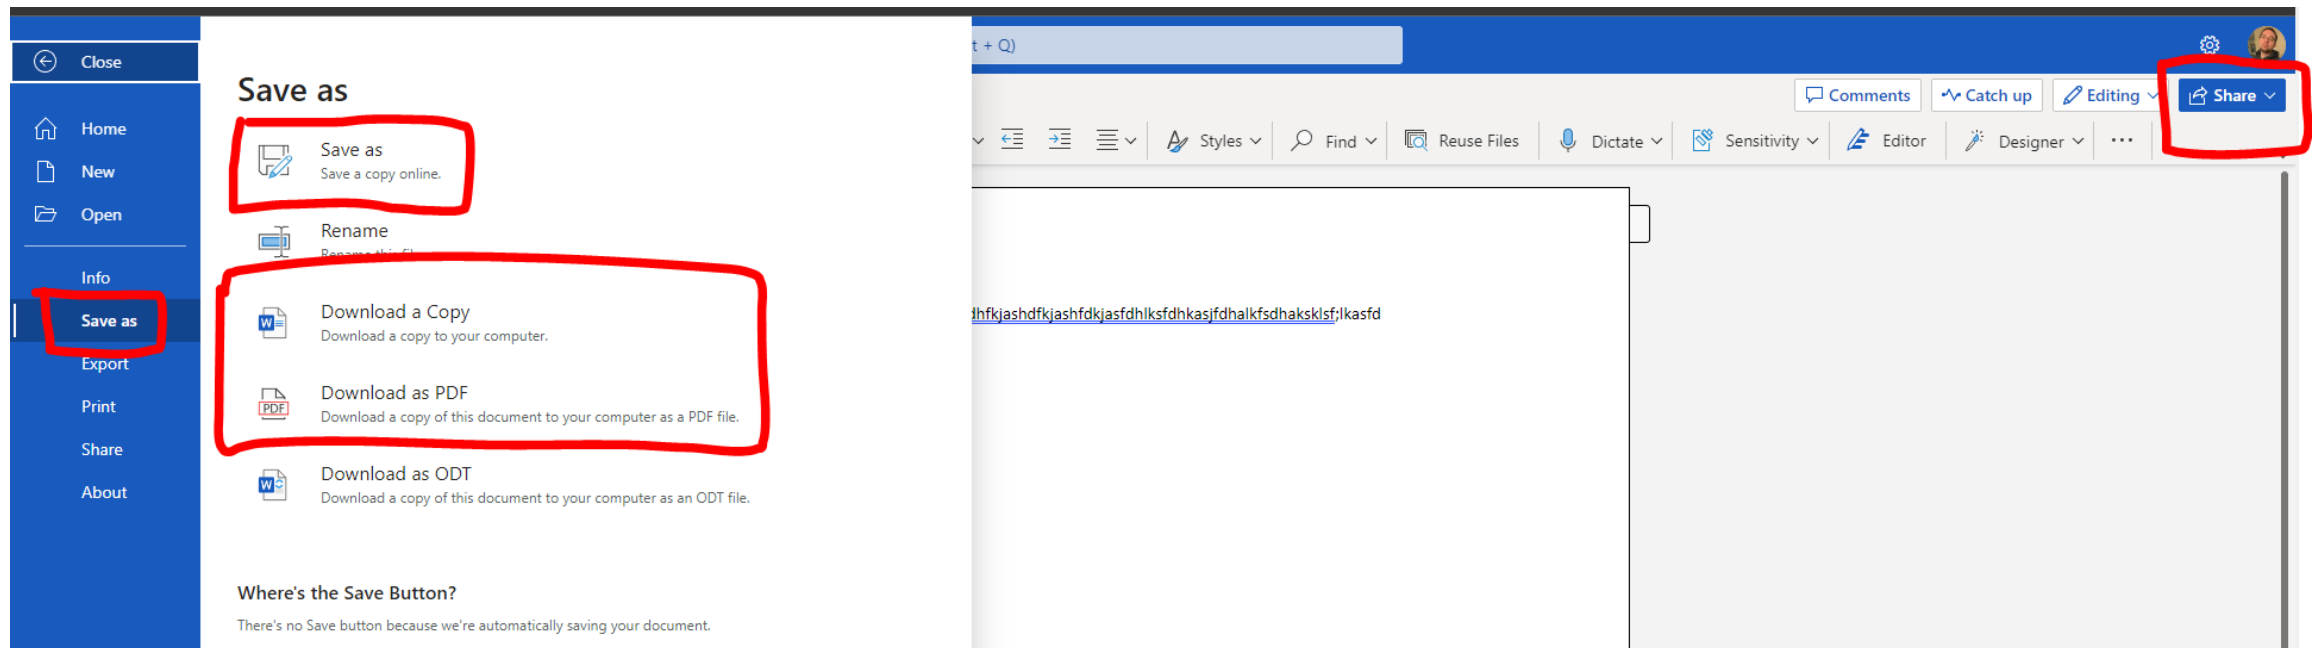 Close
Home
New
Open
Info
Save as
Export
Print
Share
About
Save as
Save as
Save a copy online.
Rename
Rename this file
Download a Copy
Download a copy to your computer.
PDF
Download as PDF
Download a copy of this document to your computer as a PDF file.
Download as ODT
Download a copy of this document to your computer as an ODT file.
Where's the Save Button?
There's no Save button because we're automatically saving your document.
t + Q)
Comments Catch up Editing Share
Styles Find Reuse Files Dictate Sensitivity Editor Designer ...